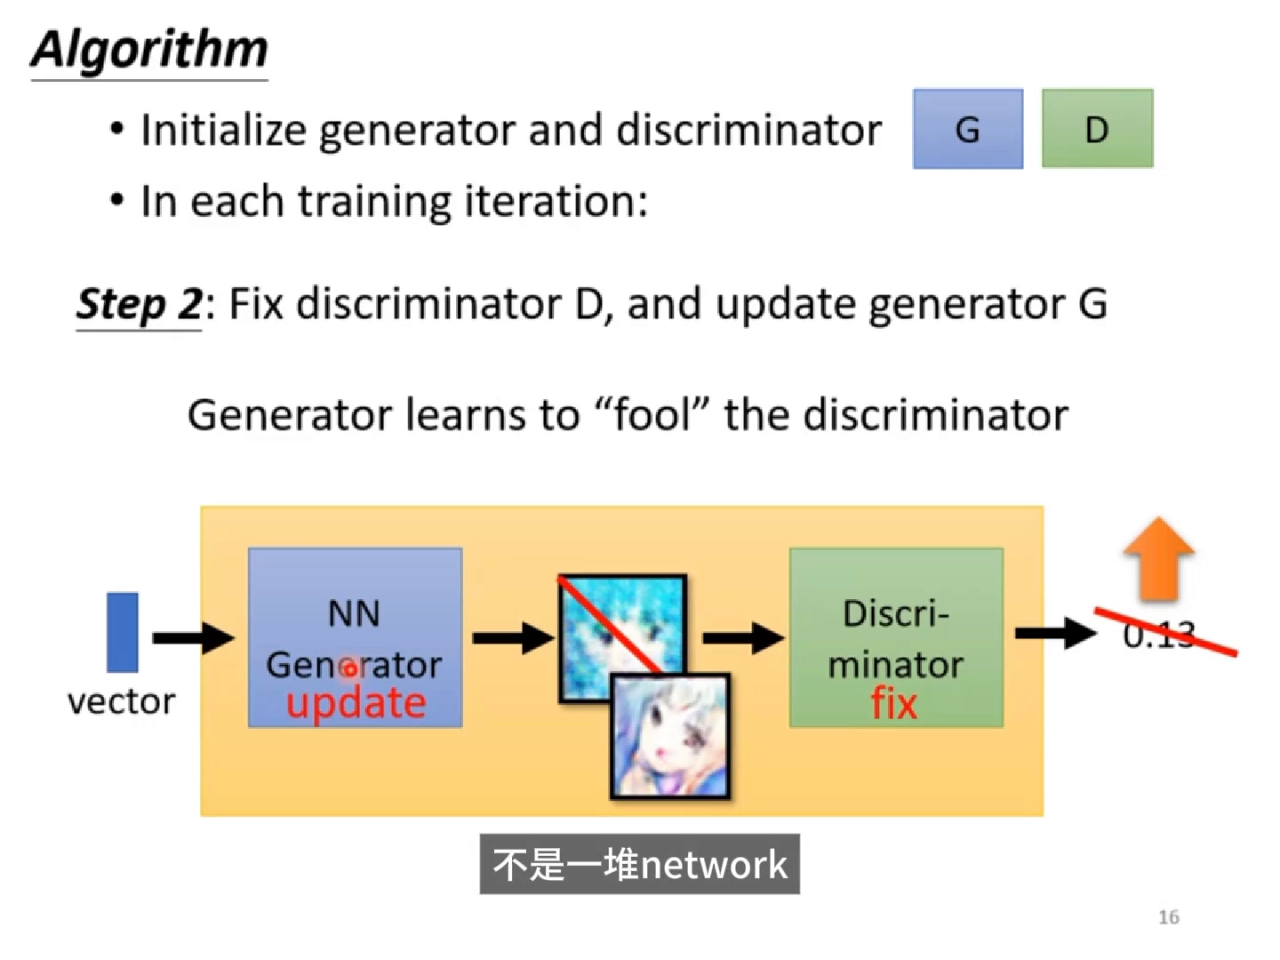 Algorithm
• Initialize generator and discriminator
G
D
• In each training iteration:
Step 2: Fix discriminator D, and update generator G
Generator learns to “fool” the discriminator
vector
NN
Generator
update
Discri-
minator
fix
0.13
不是一堆network
16